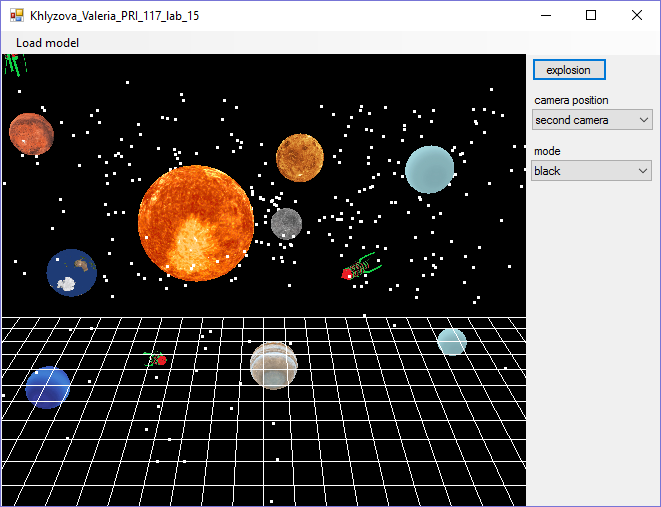 Khlyzova_Valeria_PRI_117_lab_15
Load model
explosion
camera position
second camera
mode
black